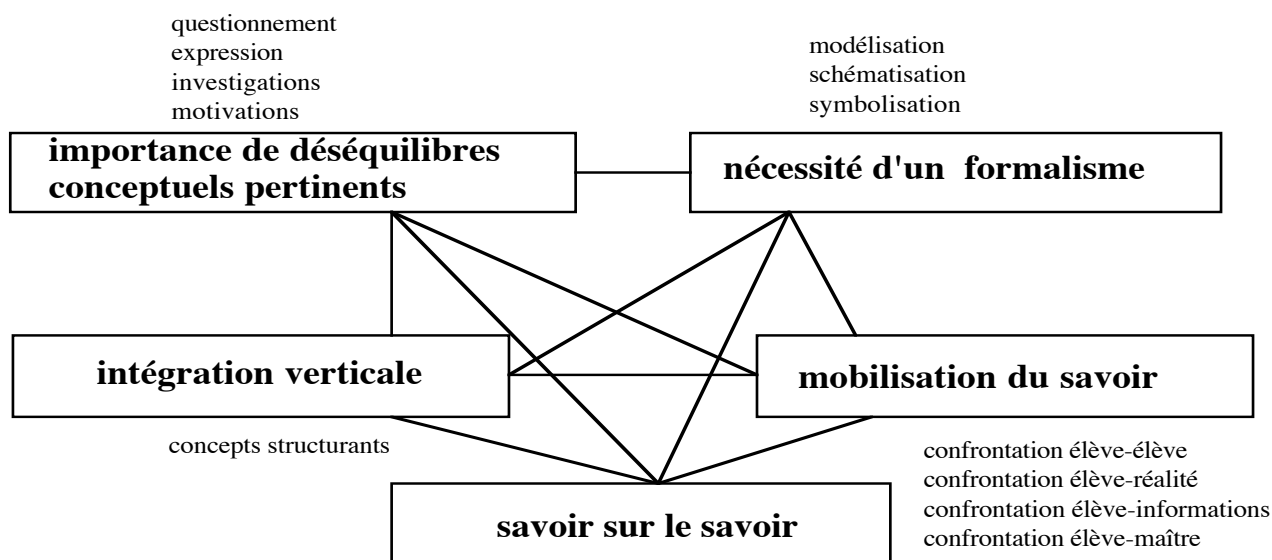 questionnement
expression
investigations
motivations
importance de déséquilibres
conceptuels pertinents
modélisation
schématisation
symbolisation
nécessité d'un formalisme
intégration verticale
concepts structurants
mobilisation du savoir
confrontation élève-élève
confrontation élève-réalité
confrontation élève-informations
confrontation élève-maître
savoir sur le savoir